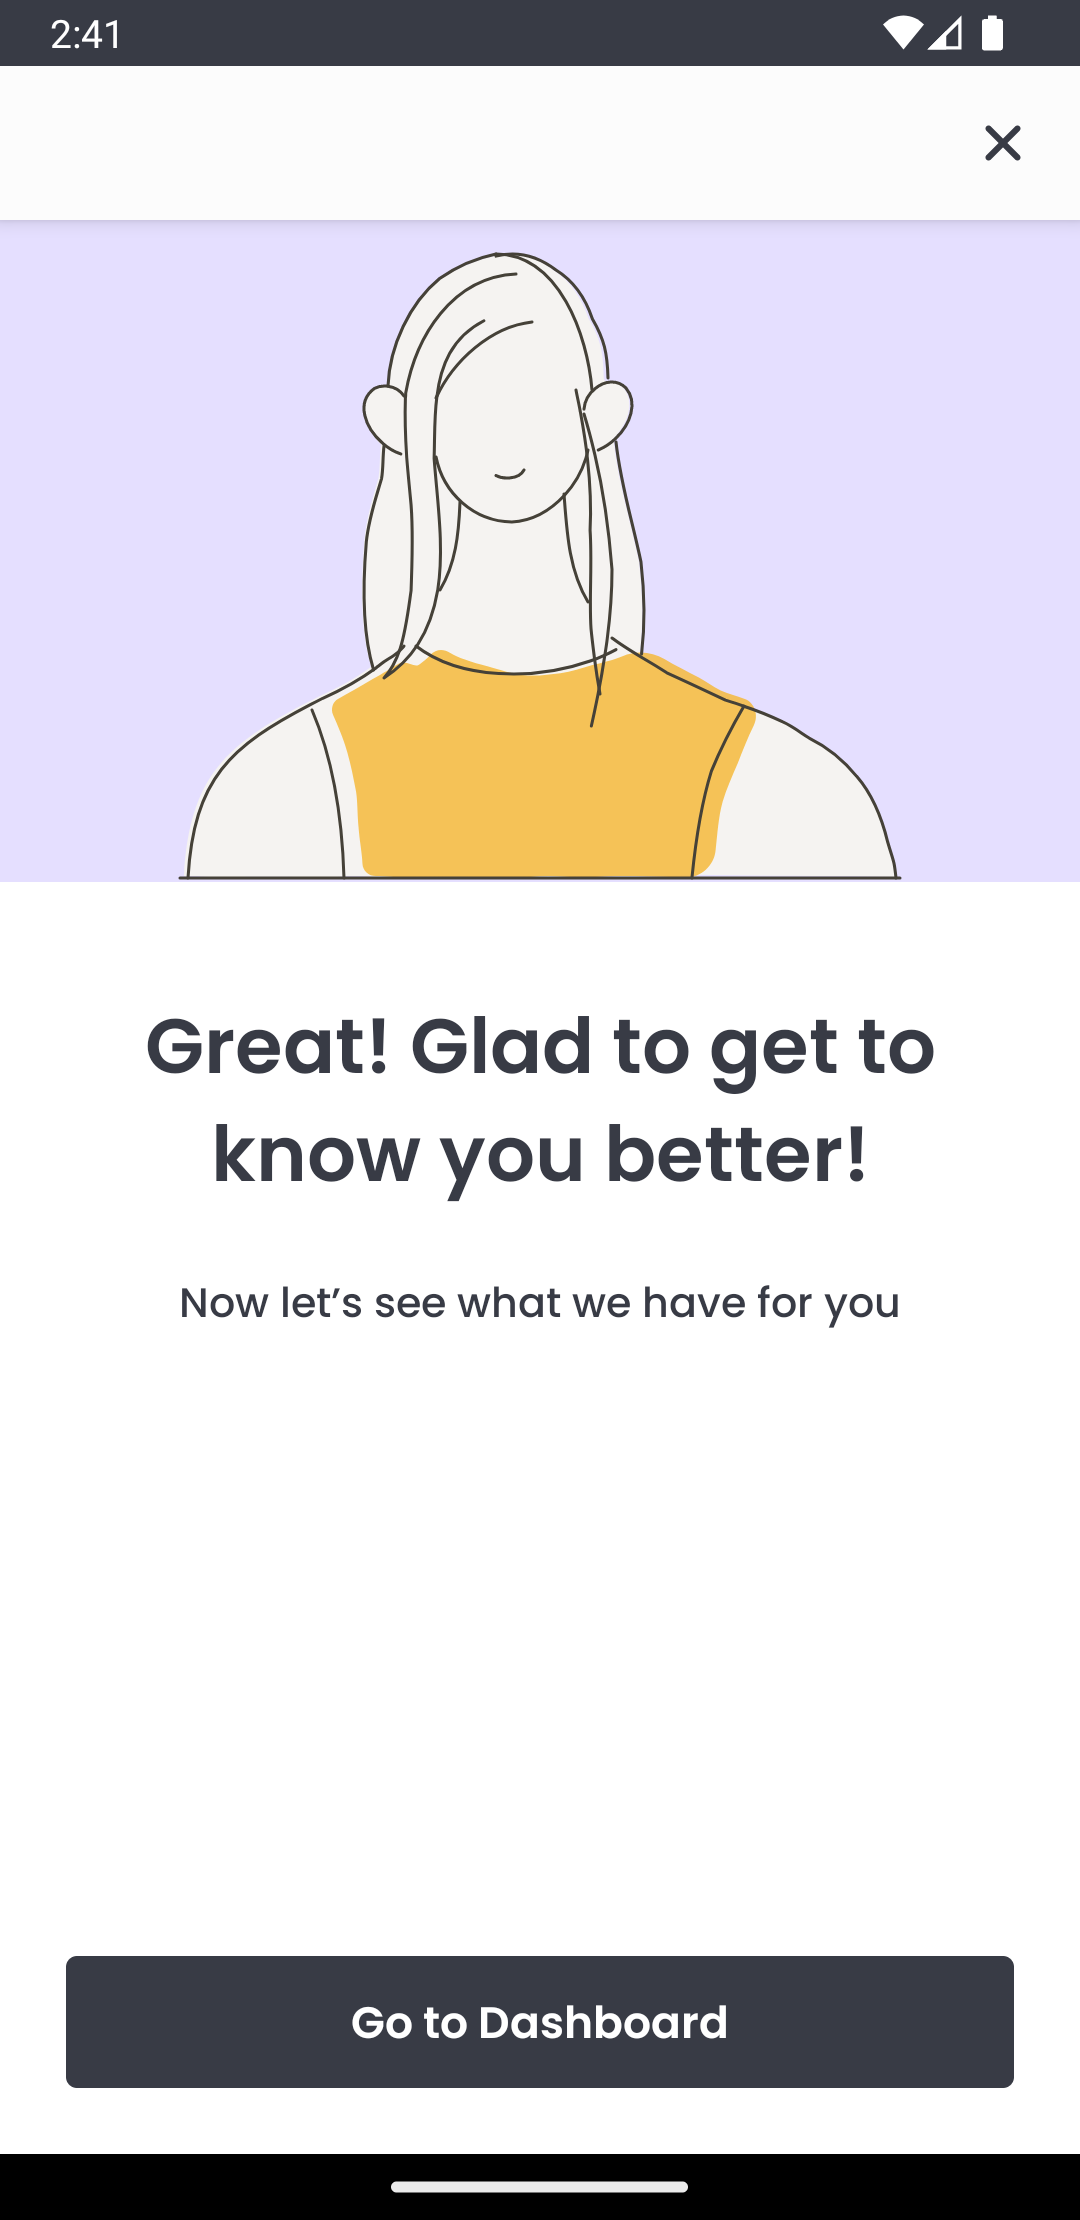 2:41
Great! Glad to get to
know you better!
Now let’s see what we have for you
Go to Dashboard